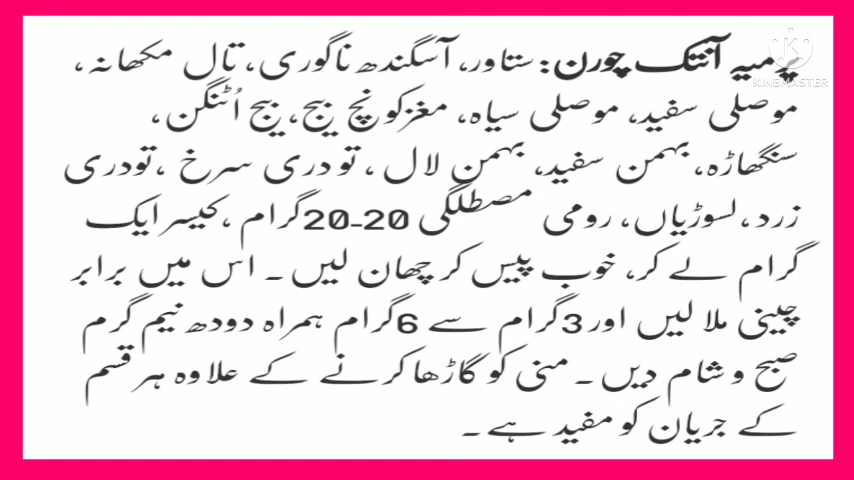 پرمیہ آنتک چورن: ستاور، آسگندھ ناگوری، تال مکھانہ،
KINEMASTER
موصلی سفید، موصلی سیاہ، مغز کونچ بیج، بیج اُٹنگن،
سنگھاڑہ، بہمن سفید، بہمن لال، تودری سرخ، تودری
زرد، لسوڑیاں، رومی مصطلگی 20-20 گرام، کیسر ایک
گرام لے کر، خوب پیس کر چھان لیں۔ اس میں برابر
چینی ملا لیں اور 3 گرام سے 6 گرام ہمراہ دودھ نیم گرم
صبح و شام دیں۔ منی کو گاڑھا کرنے کے علاوہ ہر قسم
کے جریان کو مفید ہے۔